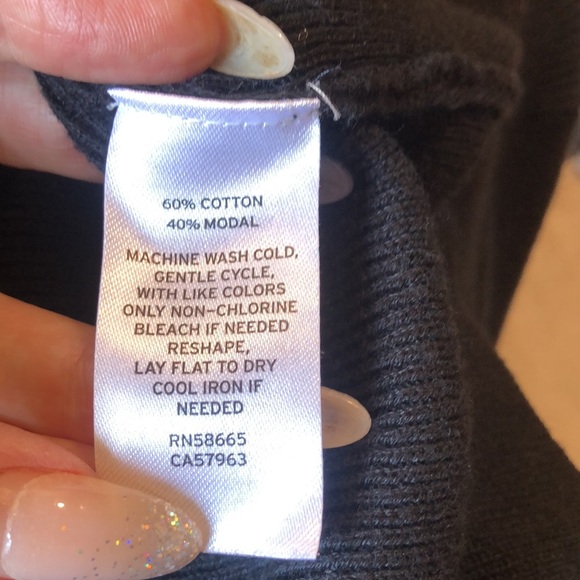 60% COTTON
40% MODAL
MACHINE WASH COLD,
GENTLE CYCLE,
WITH LIKE COLORS
ONLY NON-CHLORINE
BLEACH IF NEEDED
RESHAPE,
LAY FLAT TO DRY
COOL IRON IF
NEEDED
RN58665
CA57963